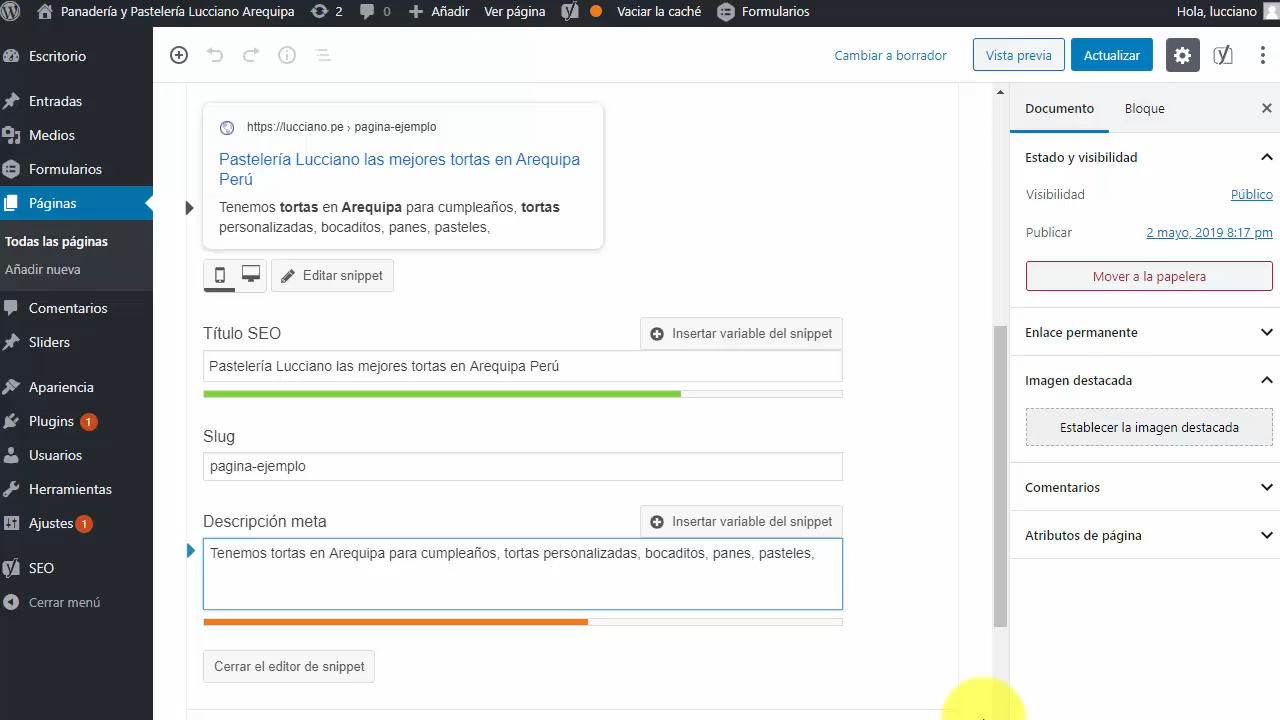 Panadería y Pastelería Lucciano Arequipa 2 0 Añadir Ver página Vaciar la caché Formularios Hola, lucciano
Escritorio
Entradas
Medios
Formularios
Páginas
Todas las páginas
Añadir nueva
Comentarios
Sliders
Apariencia
Plugins 1
Usuarios
Herramientas
Ajustes 1
SEO
Cerrar menú
Cambiar a borrador Vista previa Actualizar
https://lucciano.pe › pagina-ejemplo
Pastelería Lucciano las mejores tortas en Arequipa
Perú
Tenemos tortas en Arequipa para cumpleaños, tortas
personalizadas, bocaditos, panes, pasteles,
Editar snippet
Título SEO Insertar variable del snippet
Pastelería Lucciano las mejores tortas en Arequipa Perú
Slug
pagina-ejemplo
Descripción meta Insertar variable del snippet
Tenemos tortas en Arequipa para cumpleaños, tortas personalizadas, bocaditos, panes, pasteles,
Cerrar el editor de snippet
Documento Bloque
Estado y visibilidad
Visibilidad Público
Publicar 2 mayo, 2019 8:17 pm
Mover a la papelera
Enlace permanente
Imagen destacada
Establecer la imagen destacada
Comentarios
Atributos de página